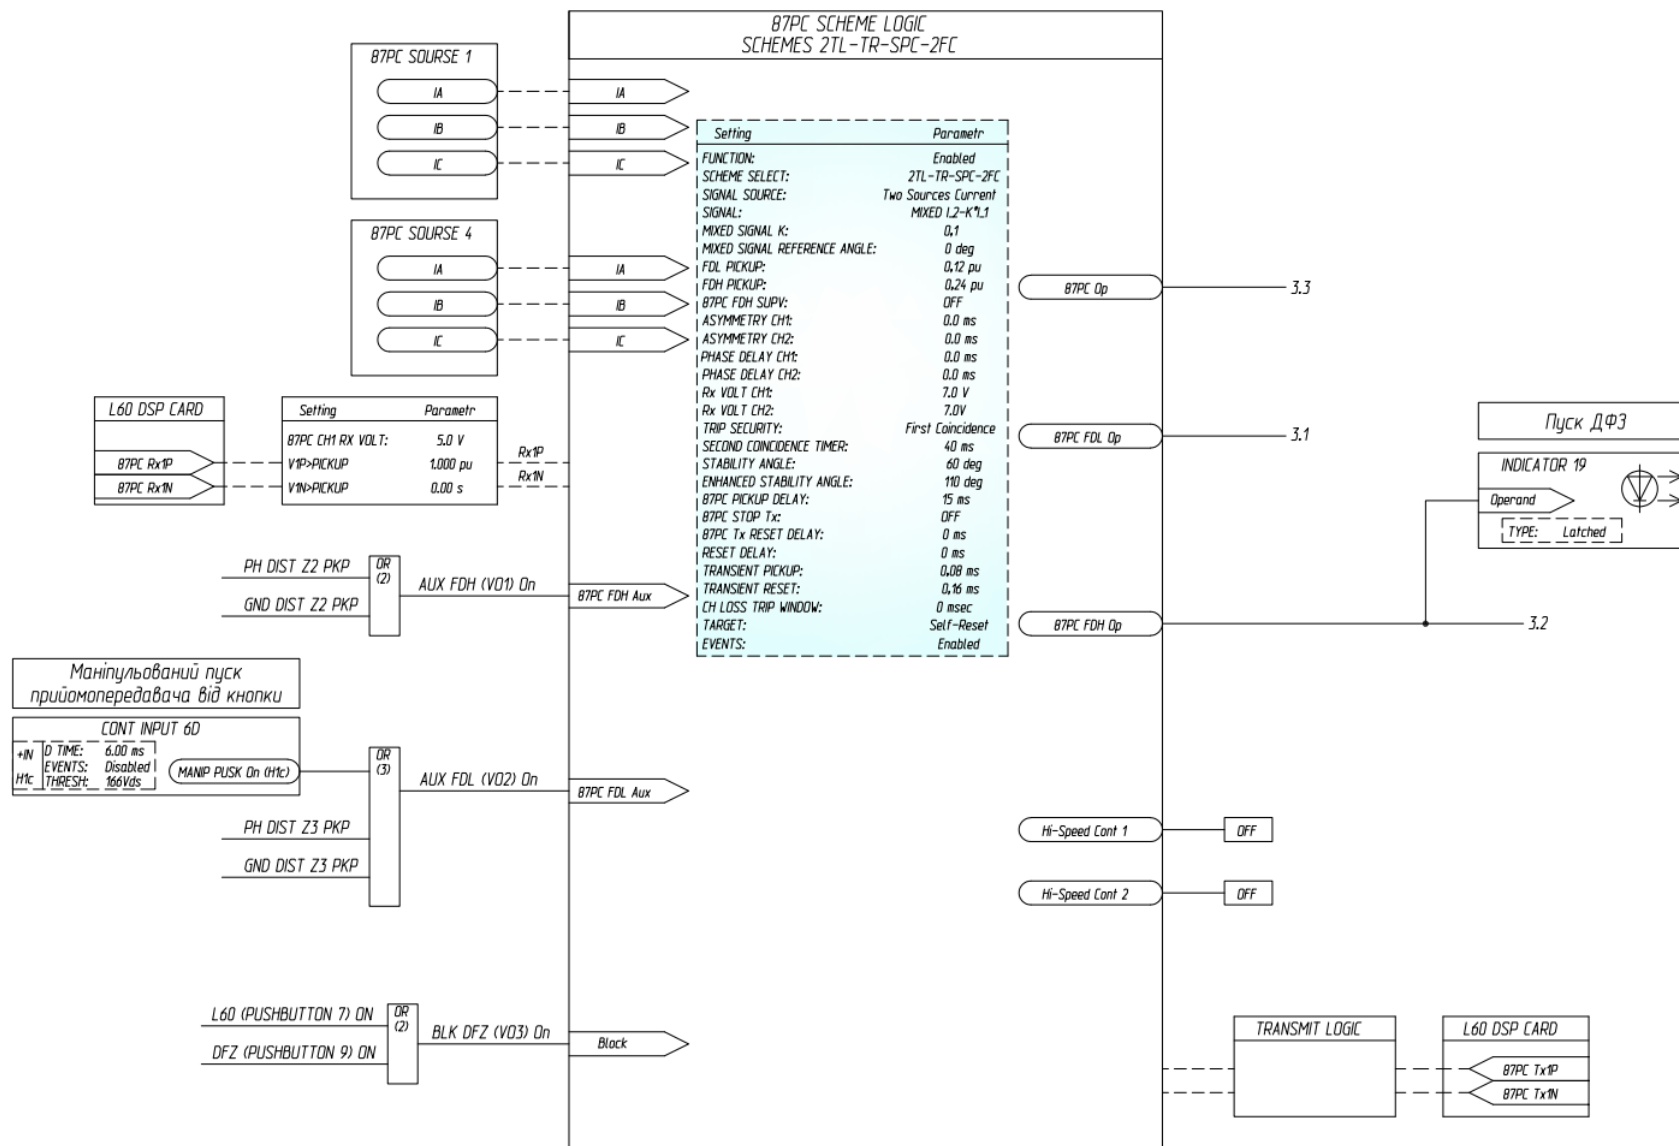 87PC SCHEME LOGIC
SCHEMES 2TL-TR-SPC-2FC
87PC SOURSE 1
IA
IB
IC
IA
IB
IC
87PC SOURSE 4
IA
IB
IC
IA
IB
IC
L60 DSP CARD
87PC Rx1P
87PC Rx1N
Setting Parametr
87PC CH1 RX VOLT: 5.0 V
V1P>PICKUP 1.000 pu
V1N>PICKUP 0.00 s
Rx1P
Rx1N
PH DIST Z2 PKP
GND DIST Z2 PKP
OR
(2)
AUX FDH (VO1) On
87PC FDH Aux
Маніпульований пуск
прийомопередавача від кнопки
CONT INPUT 6D
+IN
H1c
D TIME: 6.00 ms
EVENTS: Disabled
THRESH: 166Vds
MANIP PUSK On (H1c)
PH DIST Z3 PKP
GND DIST Z3 PKP
OR
(3)
AUX FDL (VO2) On
87PC FDL Aux
L60 (PUSHBUTTON 7) ON
DFZ (PUSHBUTTON 9) ON
OR
(2)
BLK DFZ (VO3) On
Block
Setting Parametr
FUNCTION: Enabled
SCHEME SELECT: 2TL-TR-SPC-2FC
SIGNAL SOURCE: Two Sources Current
SIGNAL: MIXED I_2-K*I_1
MIXED SIGNAL K: 0,1
MIXED SIGNAL REFERENCE ANGLE: 0 deg
FDL PICKUP: 0,12 pu
FDH PICKUP: 0,24 pu
87PC FDH SUPV: OFF
ASYMMETRY CH1: 0.0 ms
ASYMMETRY CH2: 0.0 ms
PHASE DELAY CH1: 0.0 ms
PHASE DELAY CH2: 0.0 ms
Rx VOLT CH1: 7.0 V
Rx VOLT CH2: 7.0V
TRIP SECURITY: First Coincidence
SECOND COINCIDENCE TIMER: 40 ms
STABILITY ANGLE: 60 deg
ENHANCED STABILITY ANGLE: 110 deg
87PC PICKUP DELAY: 15 ms
87PC STOP Tx: OFF
87PC Tx RESET DELAY: 0 ms
RESET DELAY: 0 ms
TRANSIENT PICKUP: 0,08 ms
TRANSIENT RESET: 0,16 ms
CH LOSS TRIP WINDOW: 0 msec
TARGET: Self-Reset
EVENTS: Enabled
87PC Op
3.3
87PC FDL Op
3.1
87PC FDH Op
3.2
Пуск ДФЗ
INDICATOR 19
Operand
TYPE: Latched
Hi-Speed Cont 1
OFF
Hi-Speed Cont 2
OFF
TRANSMIT LOGIC
L60 DSP CARD
87PC Tx1P
87PC Tx1N